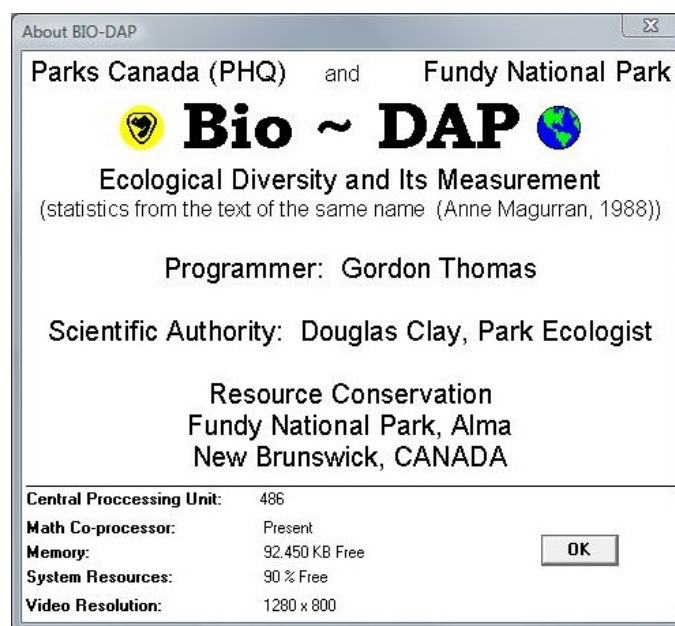 About BIO-DAP
Parks Canada (PHQ) and Fundy National Park
Bio ~ DAP
Ecological Diversity and Its Measurement
(statistics from the text of the same name (Anne Magurran, 1988))
Programmer: Gordon Thomas
Scientific Authority: Douglas Clay, Park Ecologist
Resource Conservation
Fundy National Park, Alma
New Brunswick, CANADA
Central Proccessing Unit: 486
Math Co-processor: Present
Memory: 92.450 KB Free
OK
System Resources: 90 % Free
Video Resolution: 1280 x 800